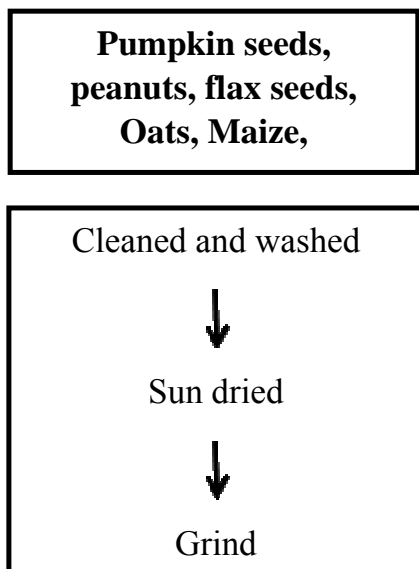 Pumpkin seeds,
peanuts, flax seeds,
Oats, Maize,
Cleaned and washed
Sun dried
Grind